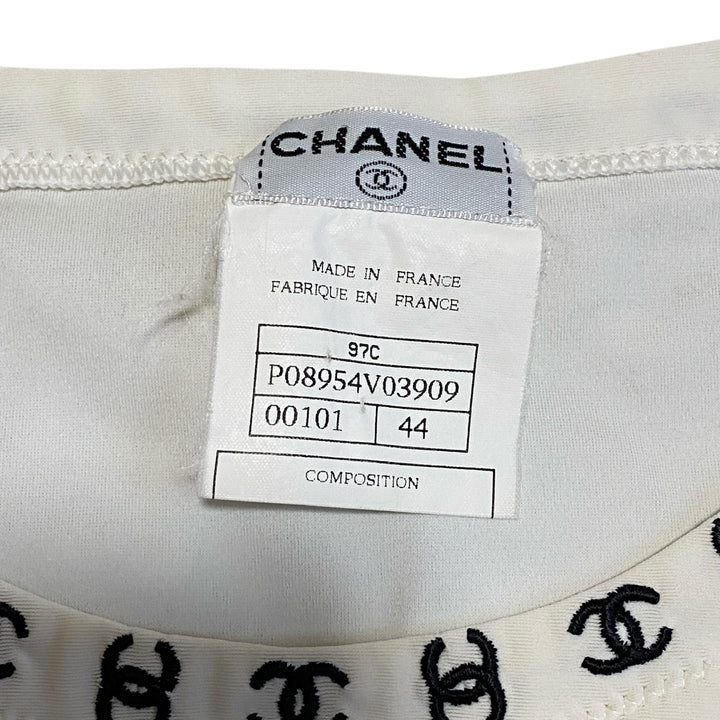 CHANEL
MADE IN FRANCE
FABRIQUE EN FRANCE
97C
P08954V03909
00101 44
COMPOSITION